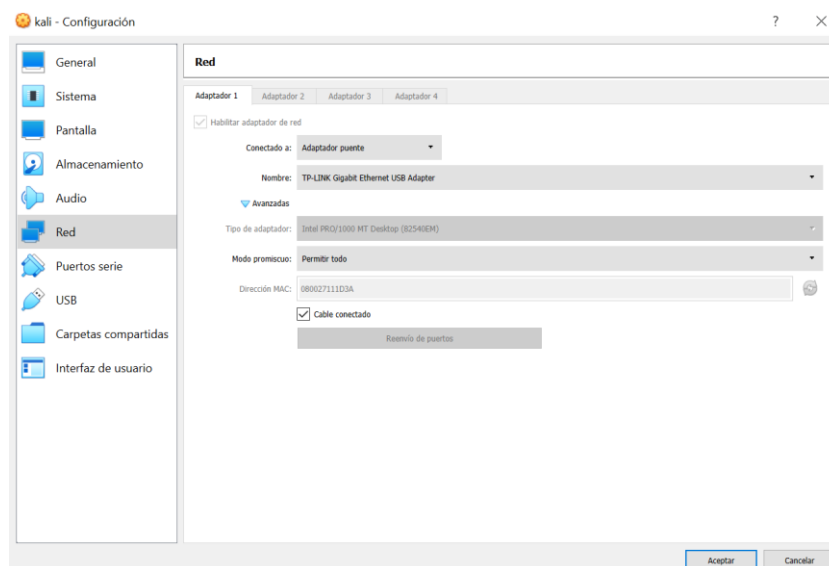 kali - Configuración
General
Sistema
Pantalla
Almacenamiento
Audio
Red
Puertos serie
USB
Carpetas compartidas
Interfaz de usuario
Red
Adaptador 1 Adaptador 2 Adaptador 3 Adaptador 4
Habilitar adaptador de red
Conectado a: Adaptador puente
Nombre: TP-LINK Gigabit Ethernet USB Adapter
Avanzadas
Tipo de adaptador: Intel PRO/1000 MT Desktop (82540EM)
Modo promiscuo: Permitir todo
Dirección MAC: 080027111D3A
Cable conectado
Reenvío de puertos
Aceptar Cancelar